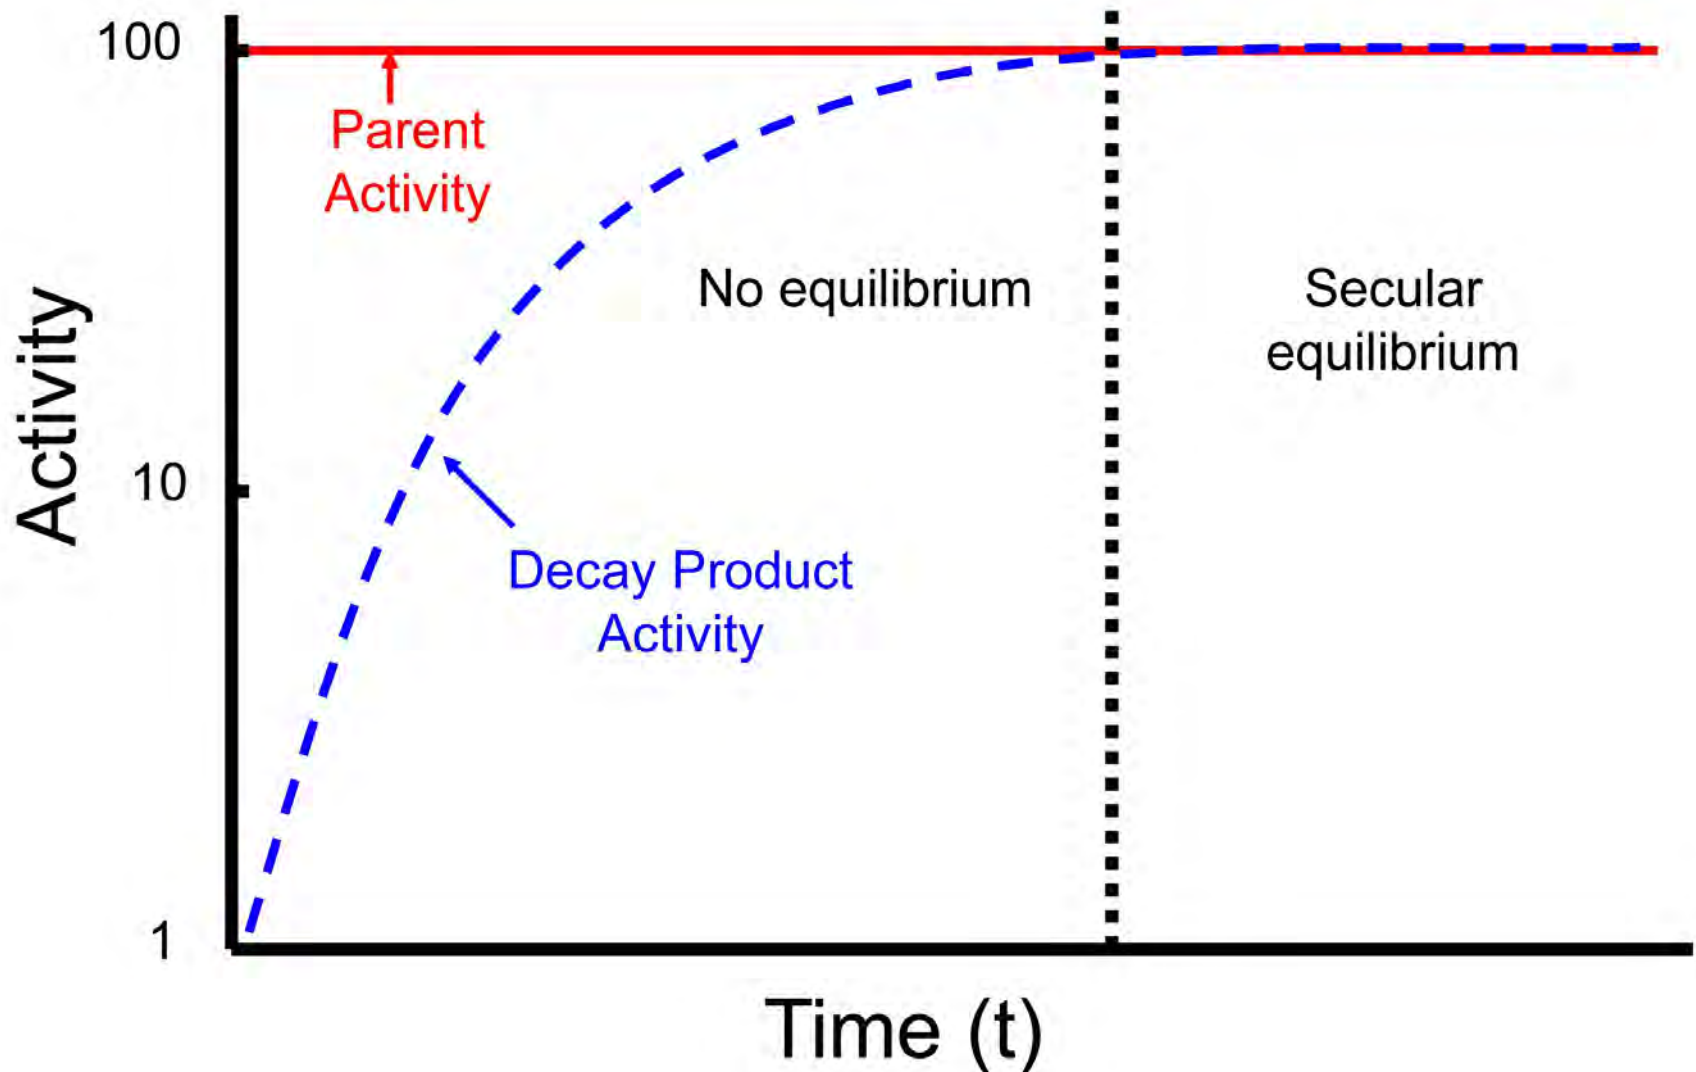 100
Parent
Activity
No equilibrium
Secular
equilibrium
Activity
10
Decay Product
Activity
1
Time (t)